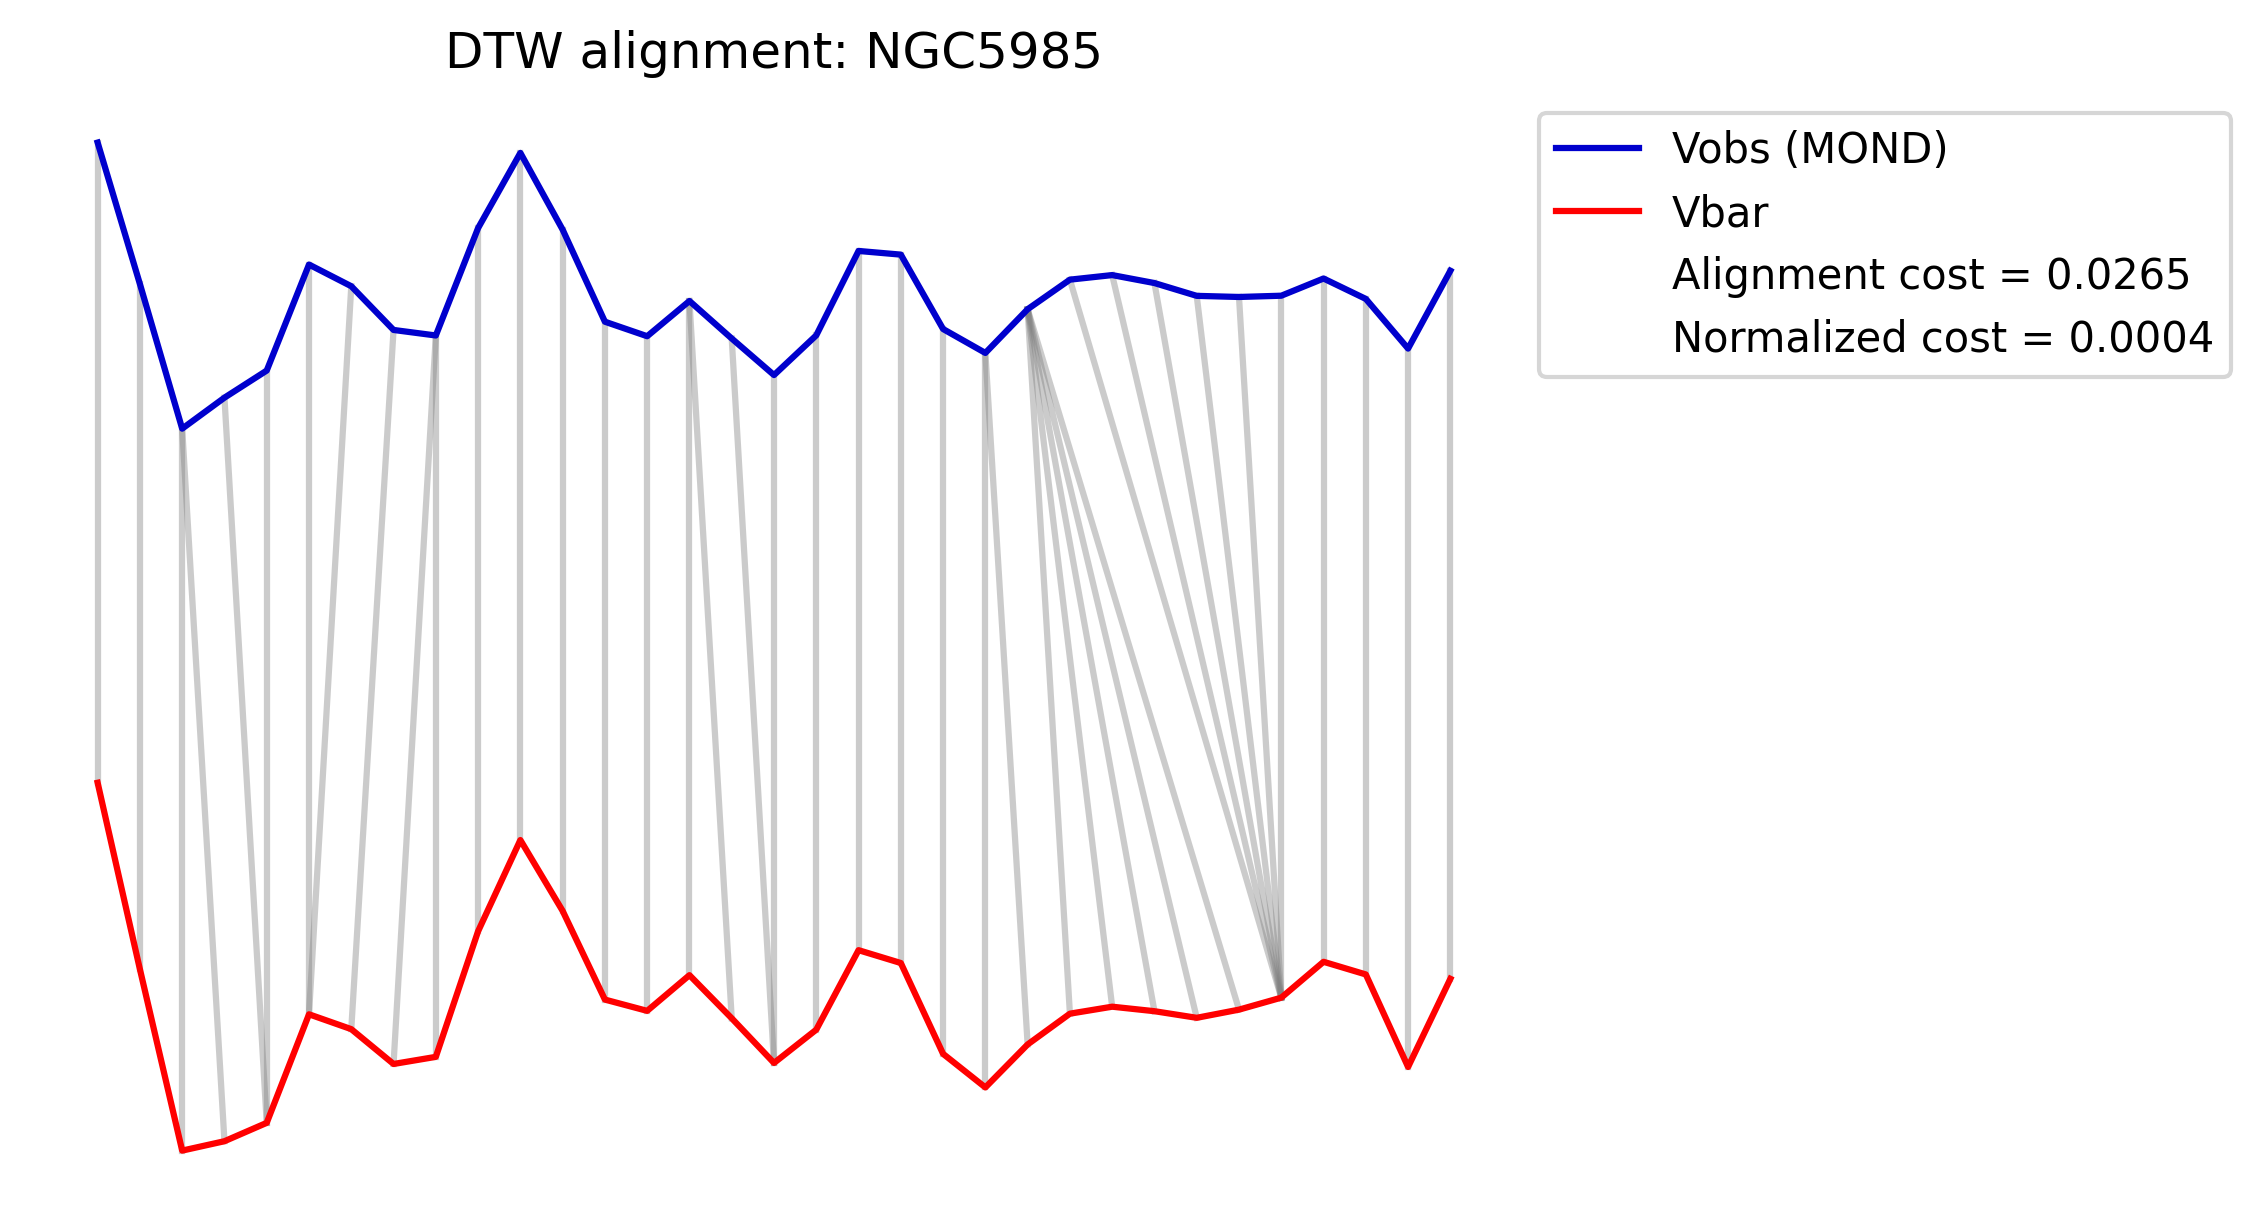 DTW alignment: NGC5985
Vobs (MOND)
Vbar
Alignment cost = 0.0265
Normalized cost = 0.0004